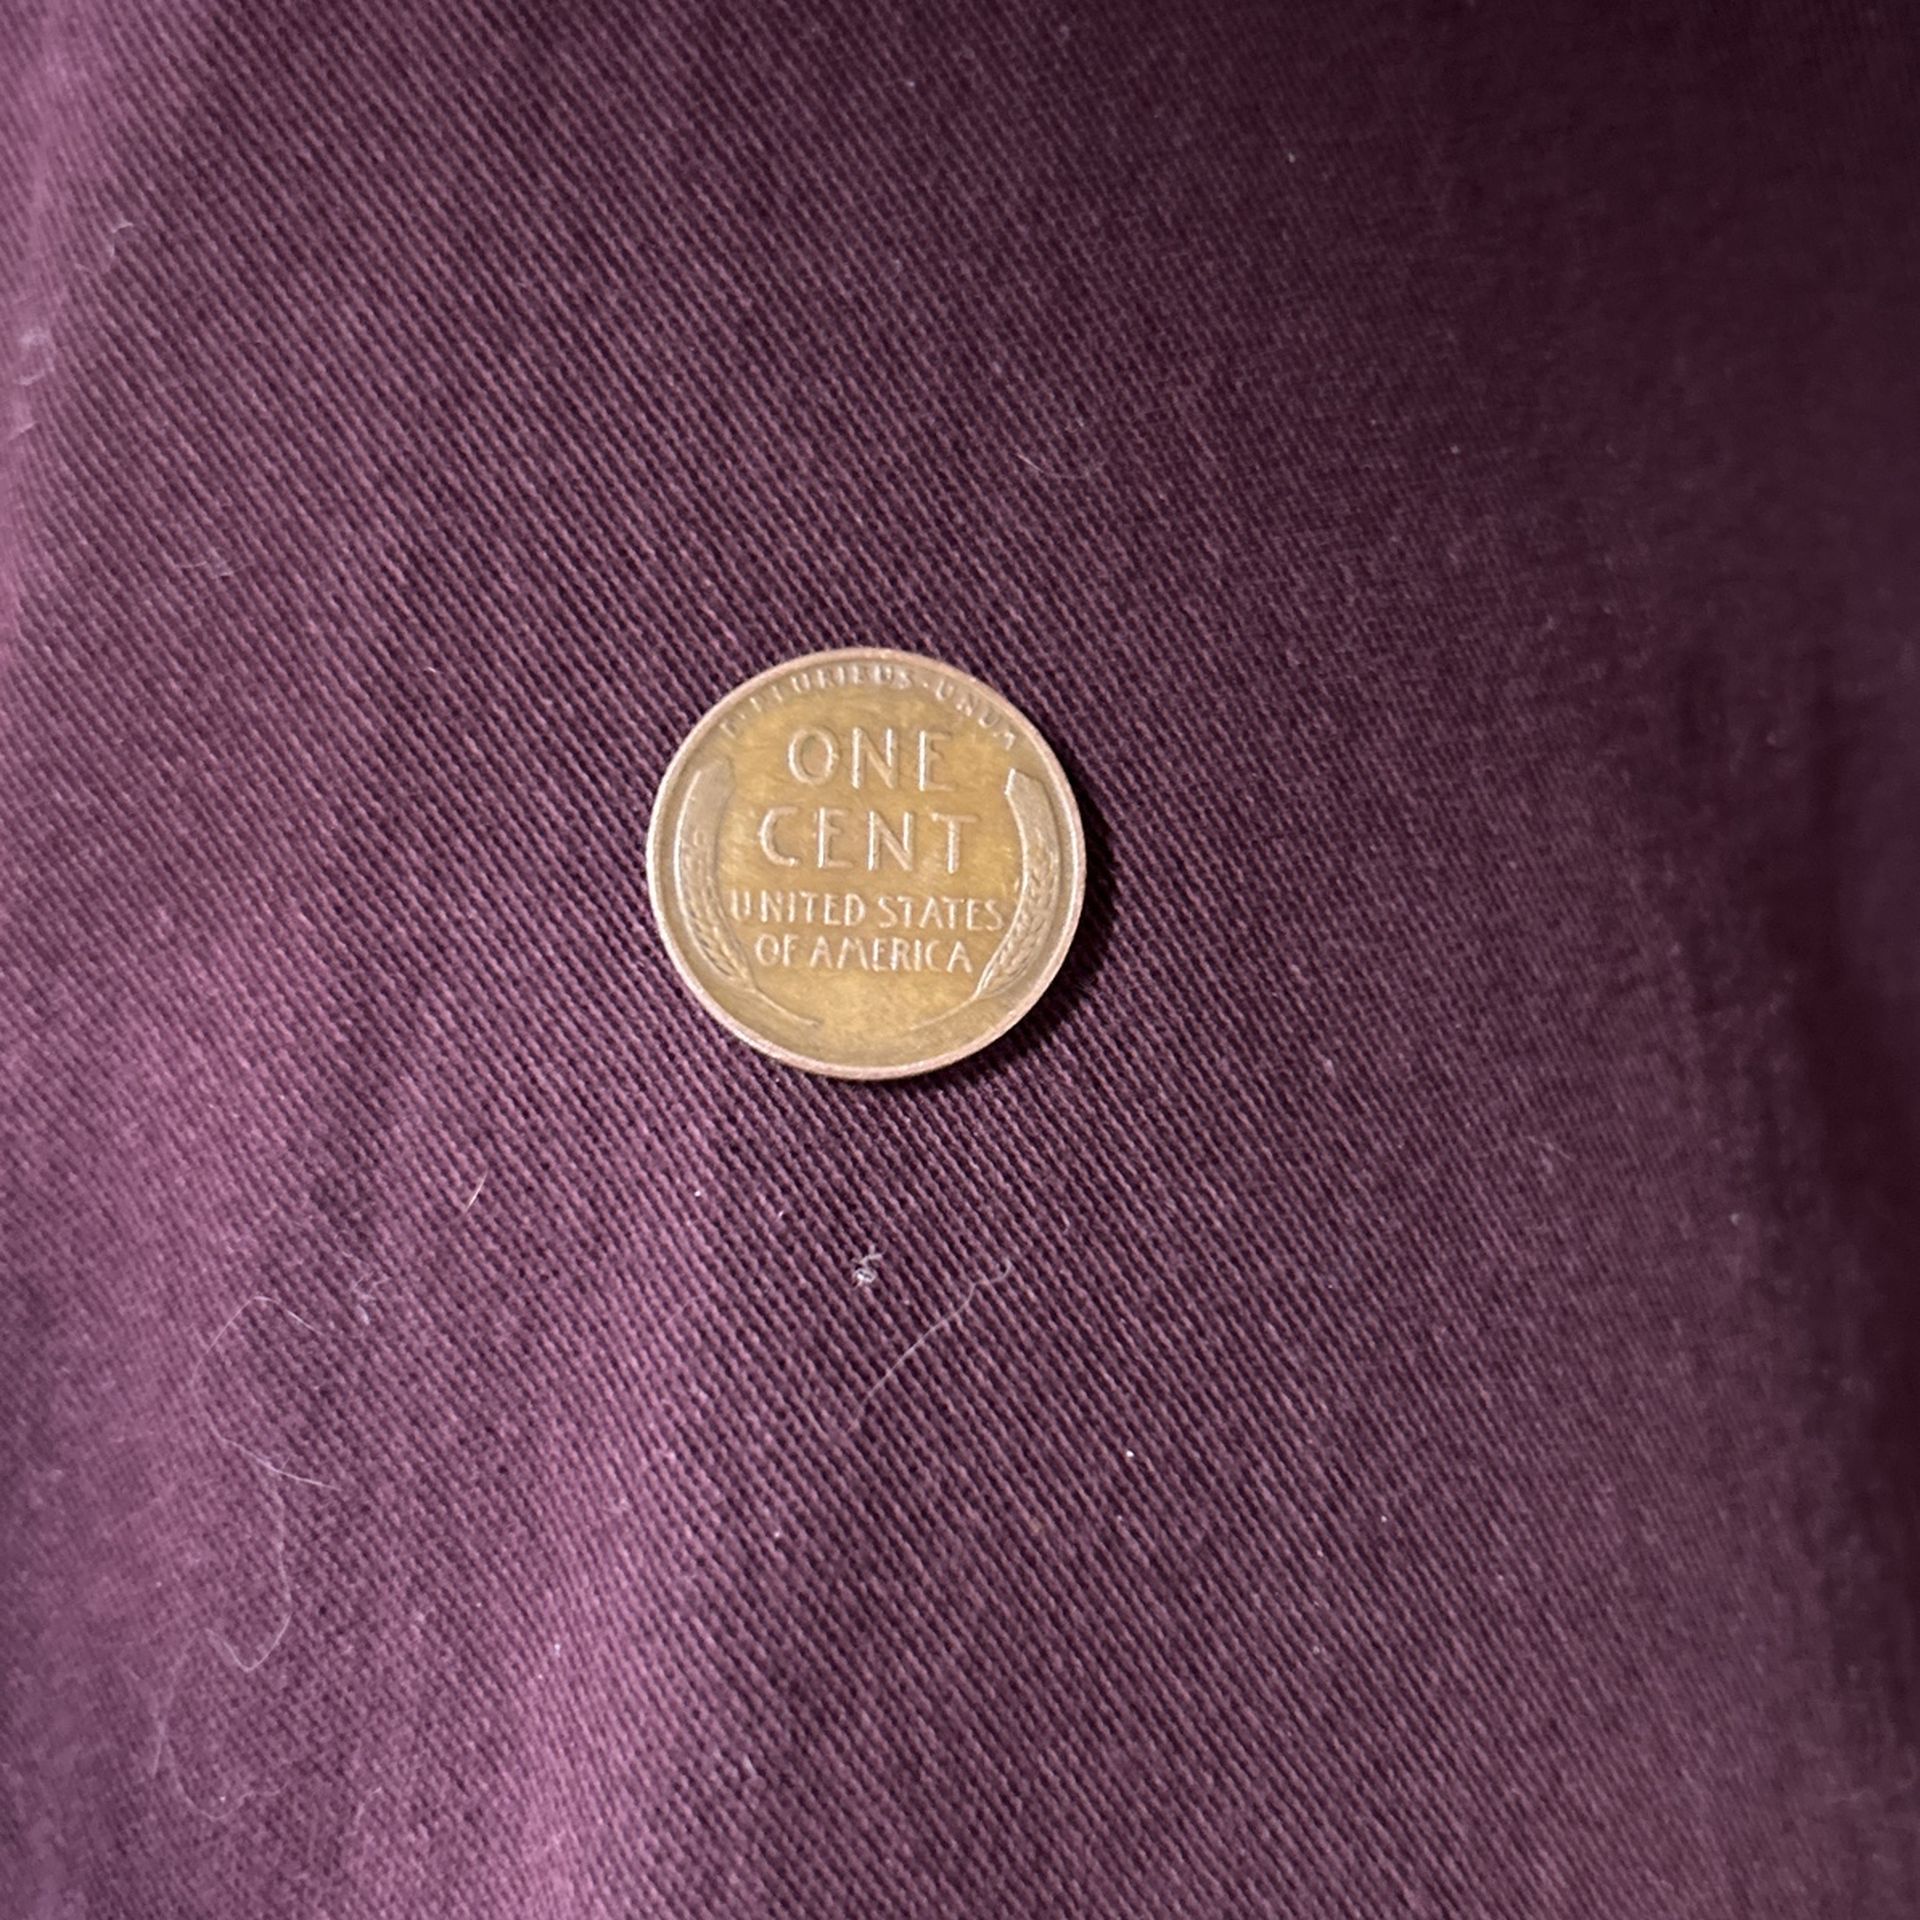 E·PLURIBUS·UNUM
ONE
CENT
UNITED STATES
OF AMERICA